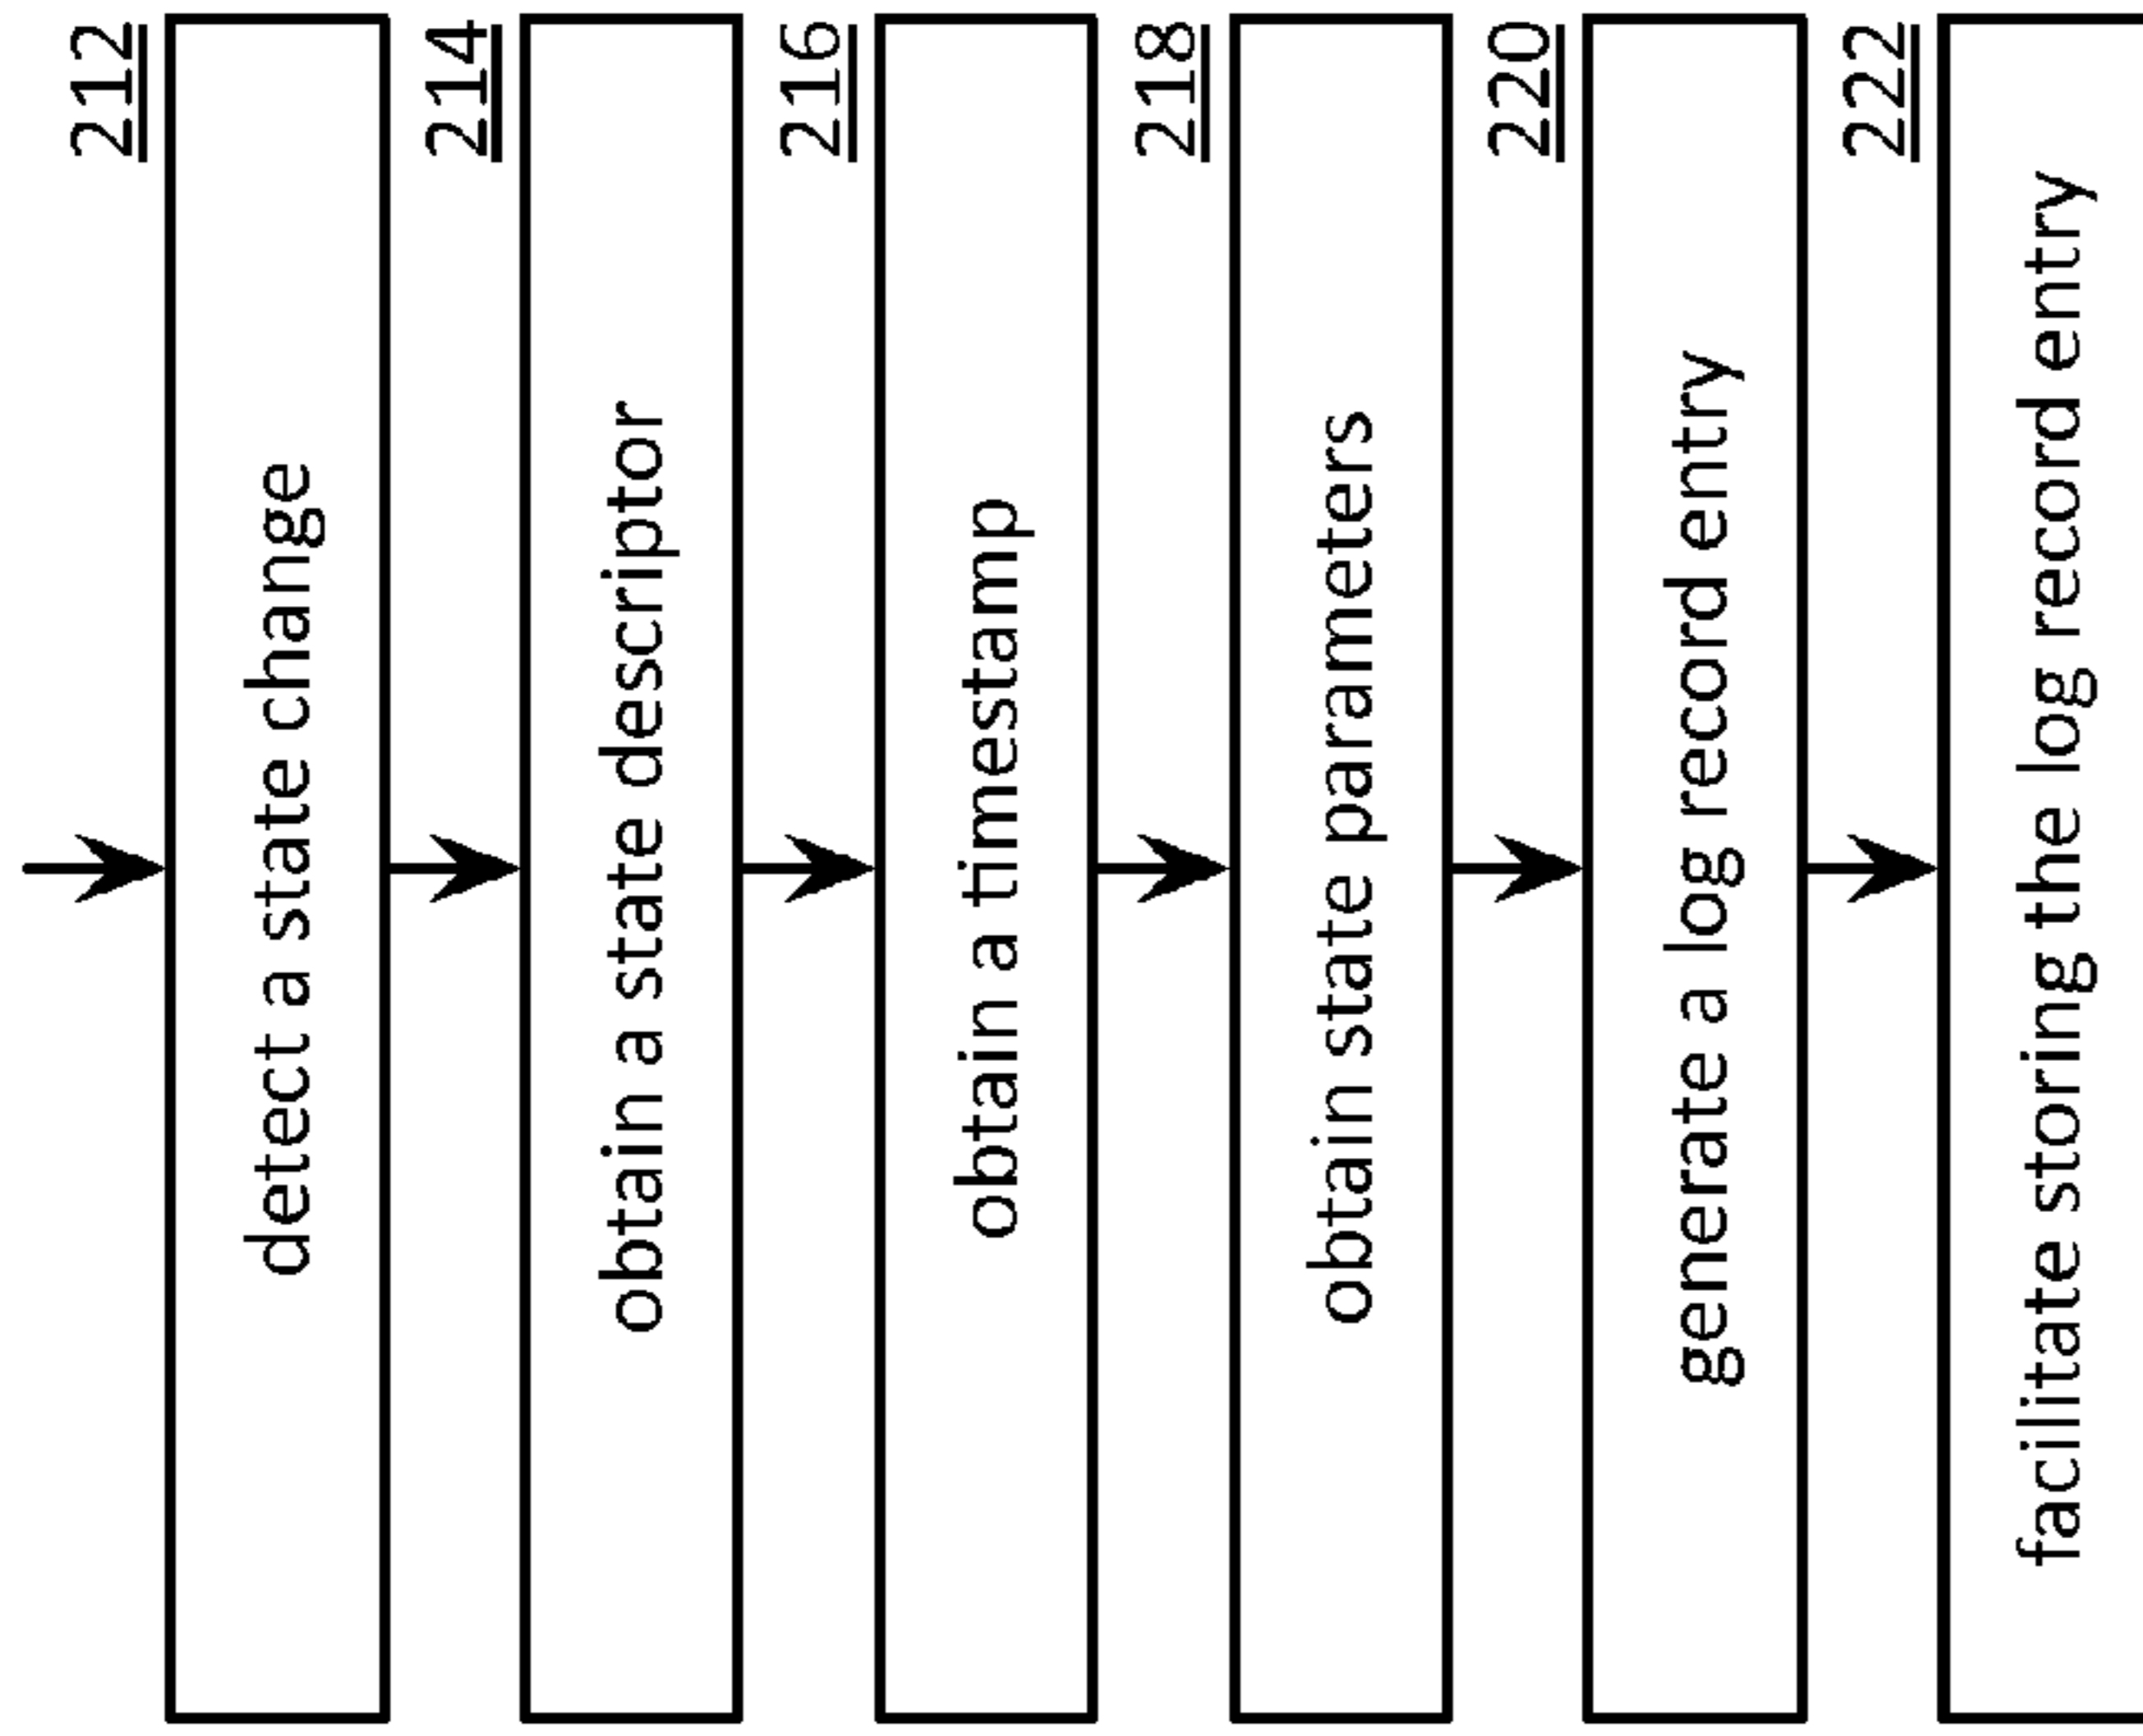 212
detect a state change
214
obtain a state descriptor
216
obtain a timestamp
218
obtain state parameters
220
generate a log record entry
222
facilitate storing the log record entry